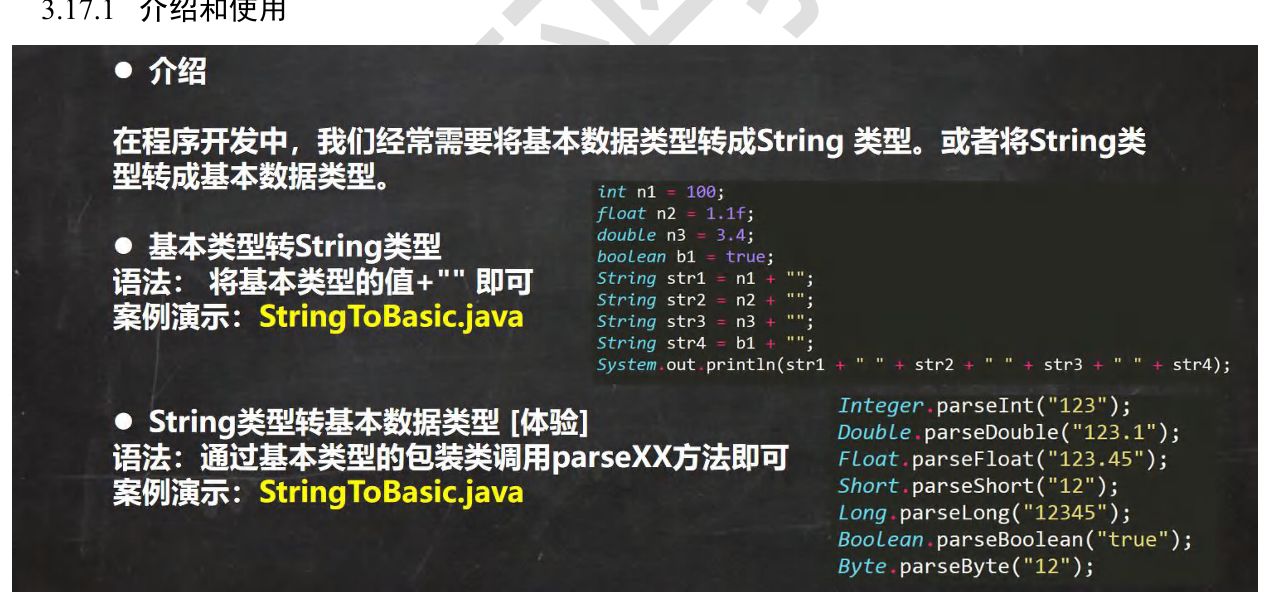 3.17.1 介绍和使用
● 介绍
在程序开发中，我们经常需要将基本数据类型转成String 类型。或者将String类
型转成基本数据类型。
● 基本类型转String类型
语法： 将基本类型的值+"" 即可
案例演示：StringToBasic.java
int n1 = 100;
float n2 = 1.1f;
double n3 = 3.4;
boolean b1 = true;
String str1 = n1 + "";
String str2 = n2 + "";
String str3 = n3 + "";
String str4 = b1 + "";
System.out.println(str1 + " " + str2 + " " + str3 + " " + str4);
● String类型转基本数据类型 [体验]
语法：通过基本类型的包装类调用parseXX方法即可
案例演示：StringToBasic.java
Integer.parseInt("123");
Double.parseDouble("123.1");
Float.parseFloat("123.45");
Short.parseShort("12");
Long.parseLong("12345");
Boolean.parseBoolean("true");
Byte.parseByte("12");